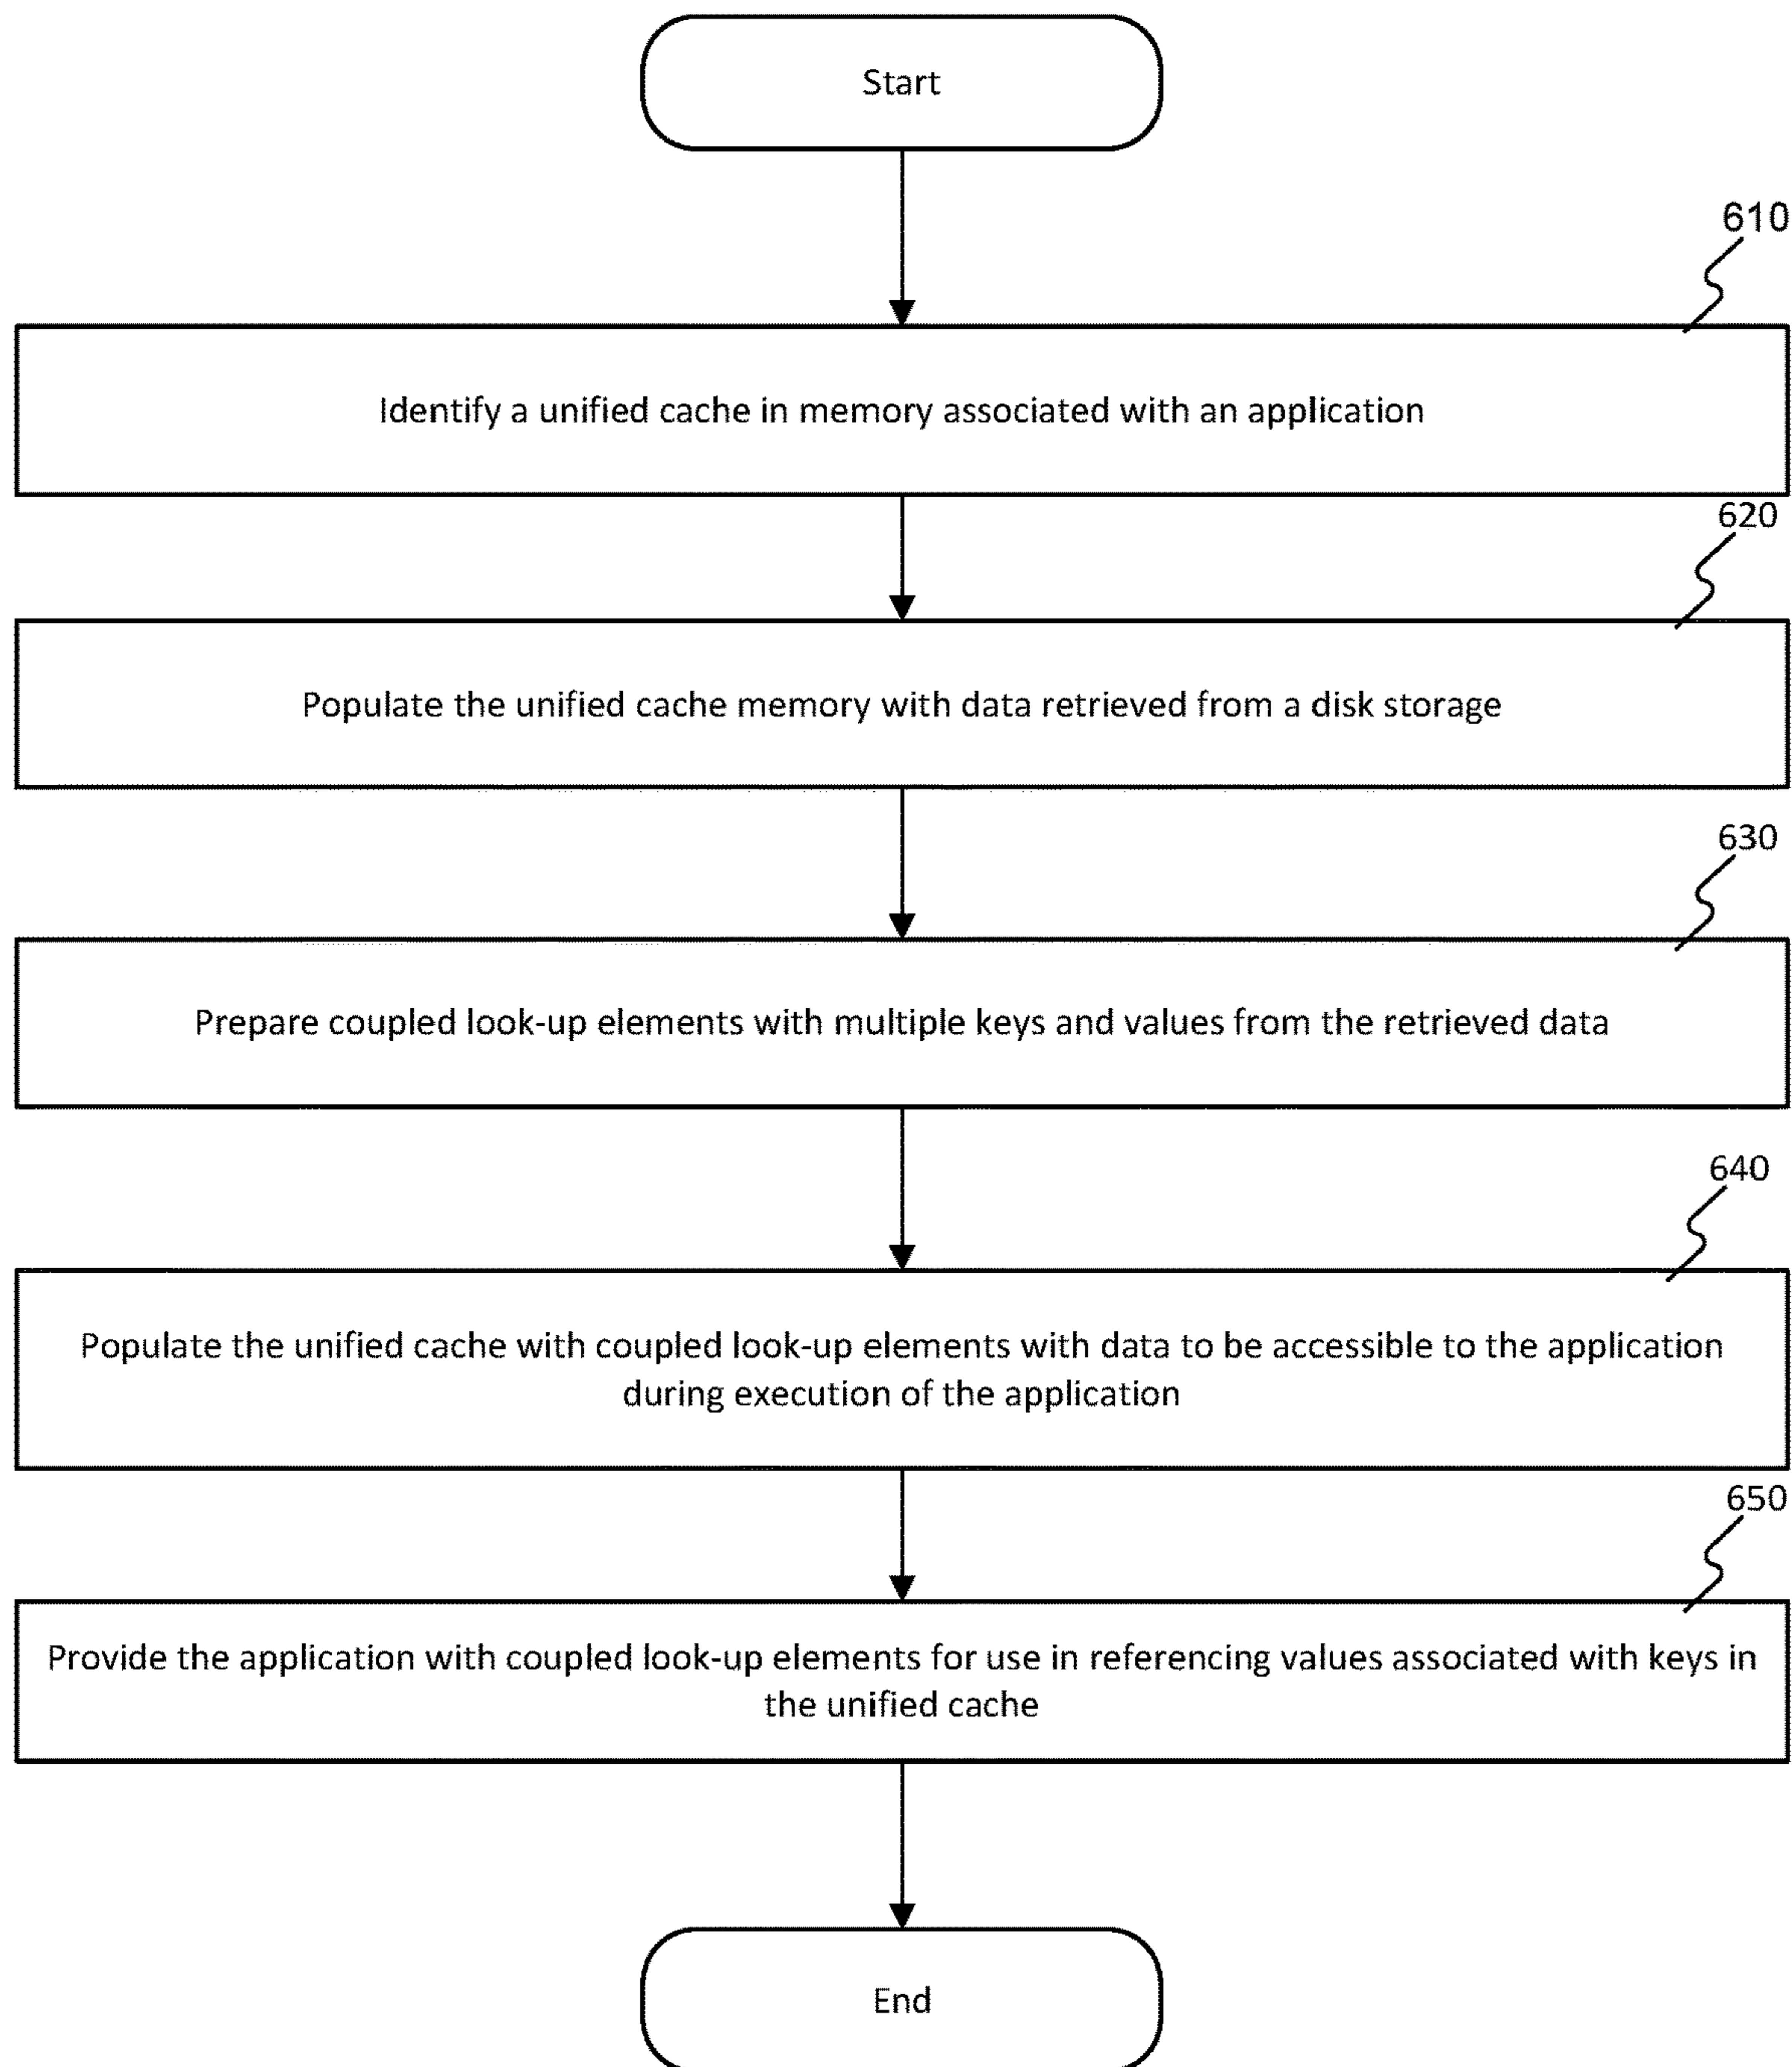 Start
610
Identify a unified cache in memory associated with an application
620
Populate the unified cache memory with data retrieved from a disk storage
630
Prepare coupled look-up elements with multiple keys and values from the retrieved data
640
Populate the unified cache with coupled look-up elements with data to be accessible to the application
during execution of the application
650
Provide the application with coupled look-up elements for use in referencing values associated with keys in
the unified cache
End